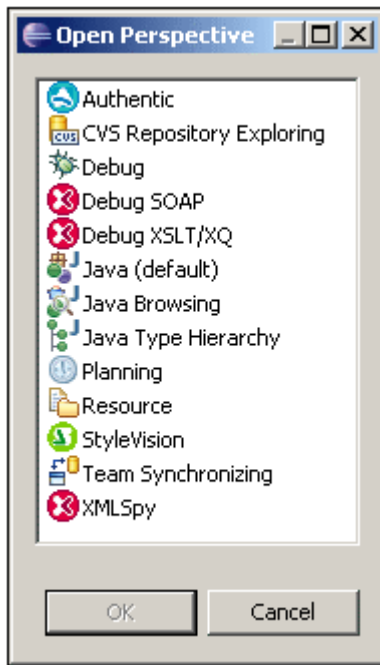 Open Perspective
Authentic
CVS Repository Exploring
Debug
Debug SOAP
Debug XSLT/XQ
Java (default)
Java Browsing
Java Type Hierarchy
Planning
Resource
StyleVision
Team Synchronizing
XMLSpy
OK Cancel